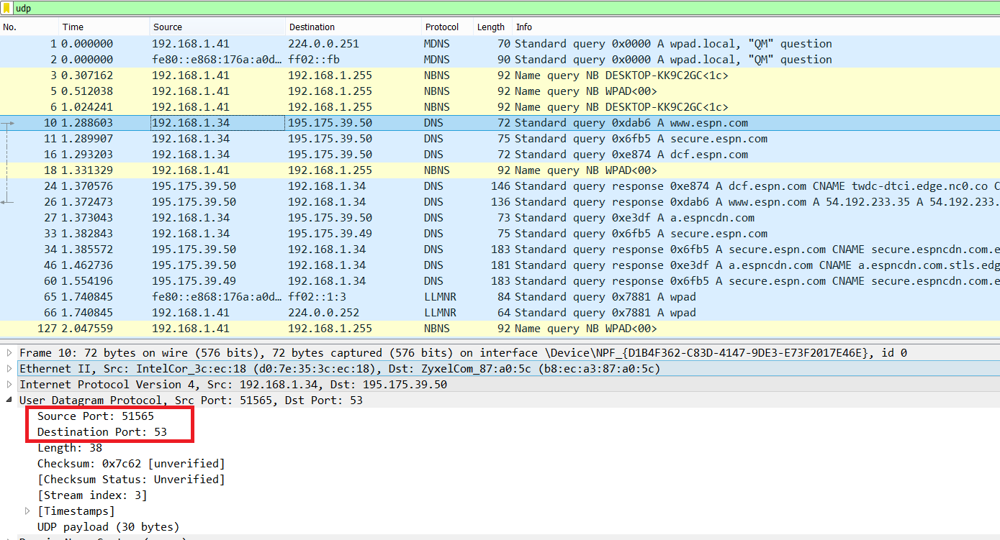 udp
No. Time Source Destination Protocol Length Info
1 0.000000 192.168.1.41 224.0.0.251 MDNS 70 Standard query 0x0000 A wpad.local, "QM" question
2 0.000000 fe80::e868:176a:a0d… ff02::fb MDNS 90 Standard query 0x0000 A wpad.local, "QM" question
3 0.307162 192.168.1.41 192.168.1.255 NBNS 92 Name query NB DESKTOP-KK9C2GC<1c>
5 0.512038 192.168.1.41 192.168.1.255 NBNS 92 Name query NB WPAD<00>
6 1.024241 192.168.1.41 192.168.1.255 NBNS 92 Name query NB DESKTOP-KK9C2GC<1c>
10 1.288603 192.168.1.34 195.175.39.50 DNS 72 Standard query 0xdab6 A www.espn.com
11 1.289907 192.168.1.34 195.175.39.50 DNS 75 Standard query 0x6fb5 A secure.espn.com
16 1.293203 192.168.1.34 195.175.39.50 DNS 72 Standard query 0xe874 A dcf.espn.com
18 1.331329 192.168.1.41 192.168.1.255 NBNS 92 Name query NB WPAD<00>
24 1.370576 195.175.39.50 192.168.1.34 DNS 146 Standard query response 0xe874 A dcf.espn.com CNAME twdc-dtci.edge.nc0.co C
26 1.372473 195.175.39.50 192.168.1.34 DNS 136 Standard query response 0xdab6 A www.espn.com A 54.192.233.35 A 54.192.233.
27 1.373043 192.168.1.34 195.175.39.50 DNS 73 Standard query 0xe3df A a.espncdn.com
33 1.382843 192.168.1.34 195.175.39.49 DNS 75 Standard query 0x6fb5 A secure.espn.com
34 1.385572 195.175.39.50 192.168.1.34 DNS 183 Standard query response 0x6fb5 A secure.espn.com CNAME secure.espncdn.com.e
46 1.462736 195.175.39.50 192.168.1.34 DNS 181 Standard query response 0xe3df A a.espncdn.com CNAME a.espncdn.com.stls.edg
60 1.554196 195.175.39.49 192.168.1.34 DNS 183 Standard query response 0x6fb5 A secure.espn.com CNAME secure.espncdn.com.e
65 1.740845 fe80::e868:176a:a0d… ff02::1:3 LLMNR 84 Standard query 0x7881 A wpad
66 1.740845 192.168.1.41 224.0.0.252 LLMNR 64 Standard query 0x7881 A wpad
127 2.047559 192.168.1.41 192.168.1.255 NBNS 92 Name query NB WPAD<00>
Frame 10: 72 bytes on wire (576 bits), 72 bytes captured (576 bits) on interface \Device\NPF_{D1B4F362-C83D-4147-9DE3-E73F2017E46E}, id 0
Ethernet II, Src: IntelCor_3c:ec:18 (d0:7e:35:3c:ec:18), Dst: ZyxelCom_87:a0:5c (b8:ec:a3:87:a0:5c)
Internet Protocol Version 4, Src: 192.168.1.34, Dst: 195.175.39.50
User Datagram Protocol, Src Port: 51565, Dst Port: 53
Source Port: 51565
Destination Port: 53
Length: 38
Checksum: 0x7c62 [unverified]
[Checksum Status: Unverified]
[Stream index: 3]
[Timestamps]
UDP payload (30 bytes)